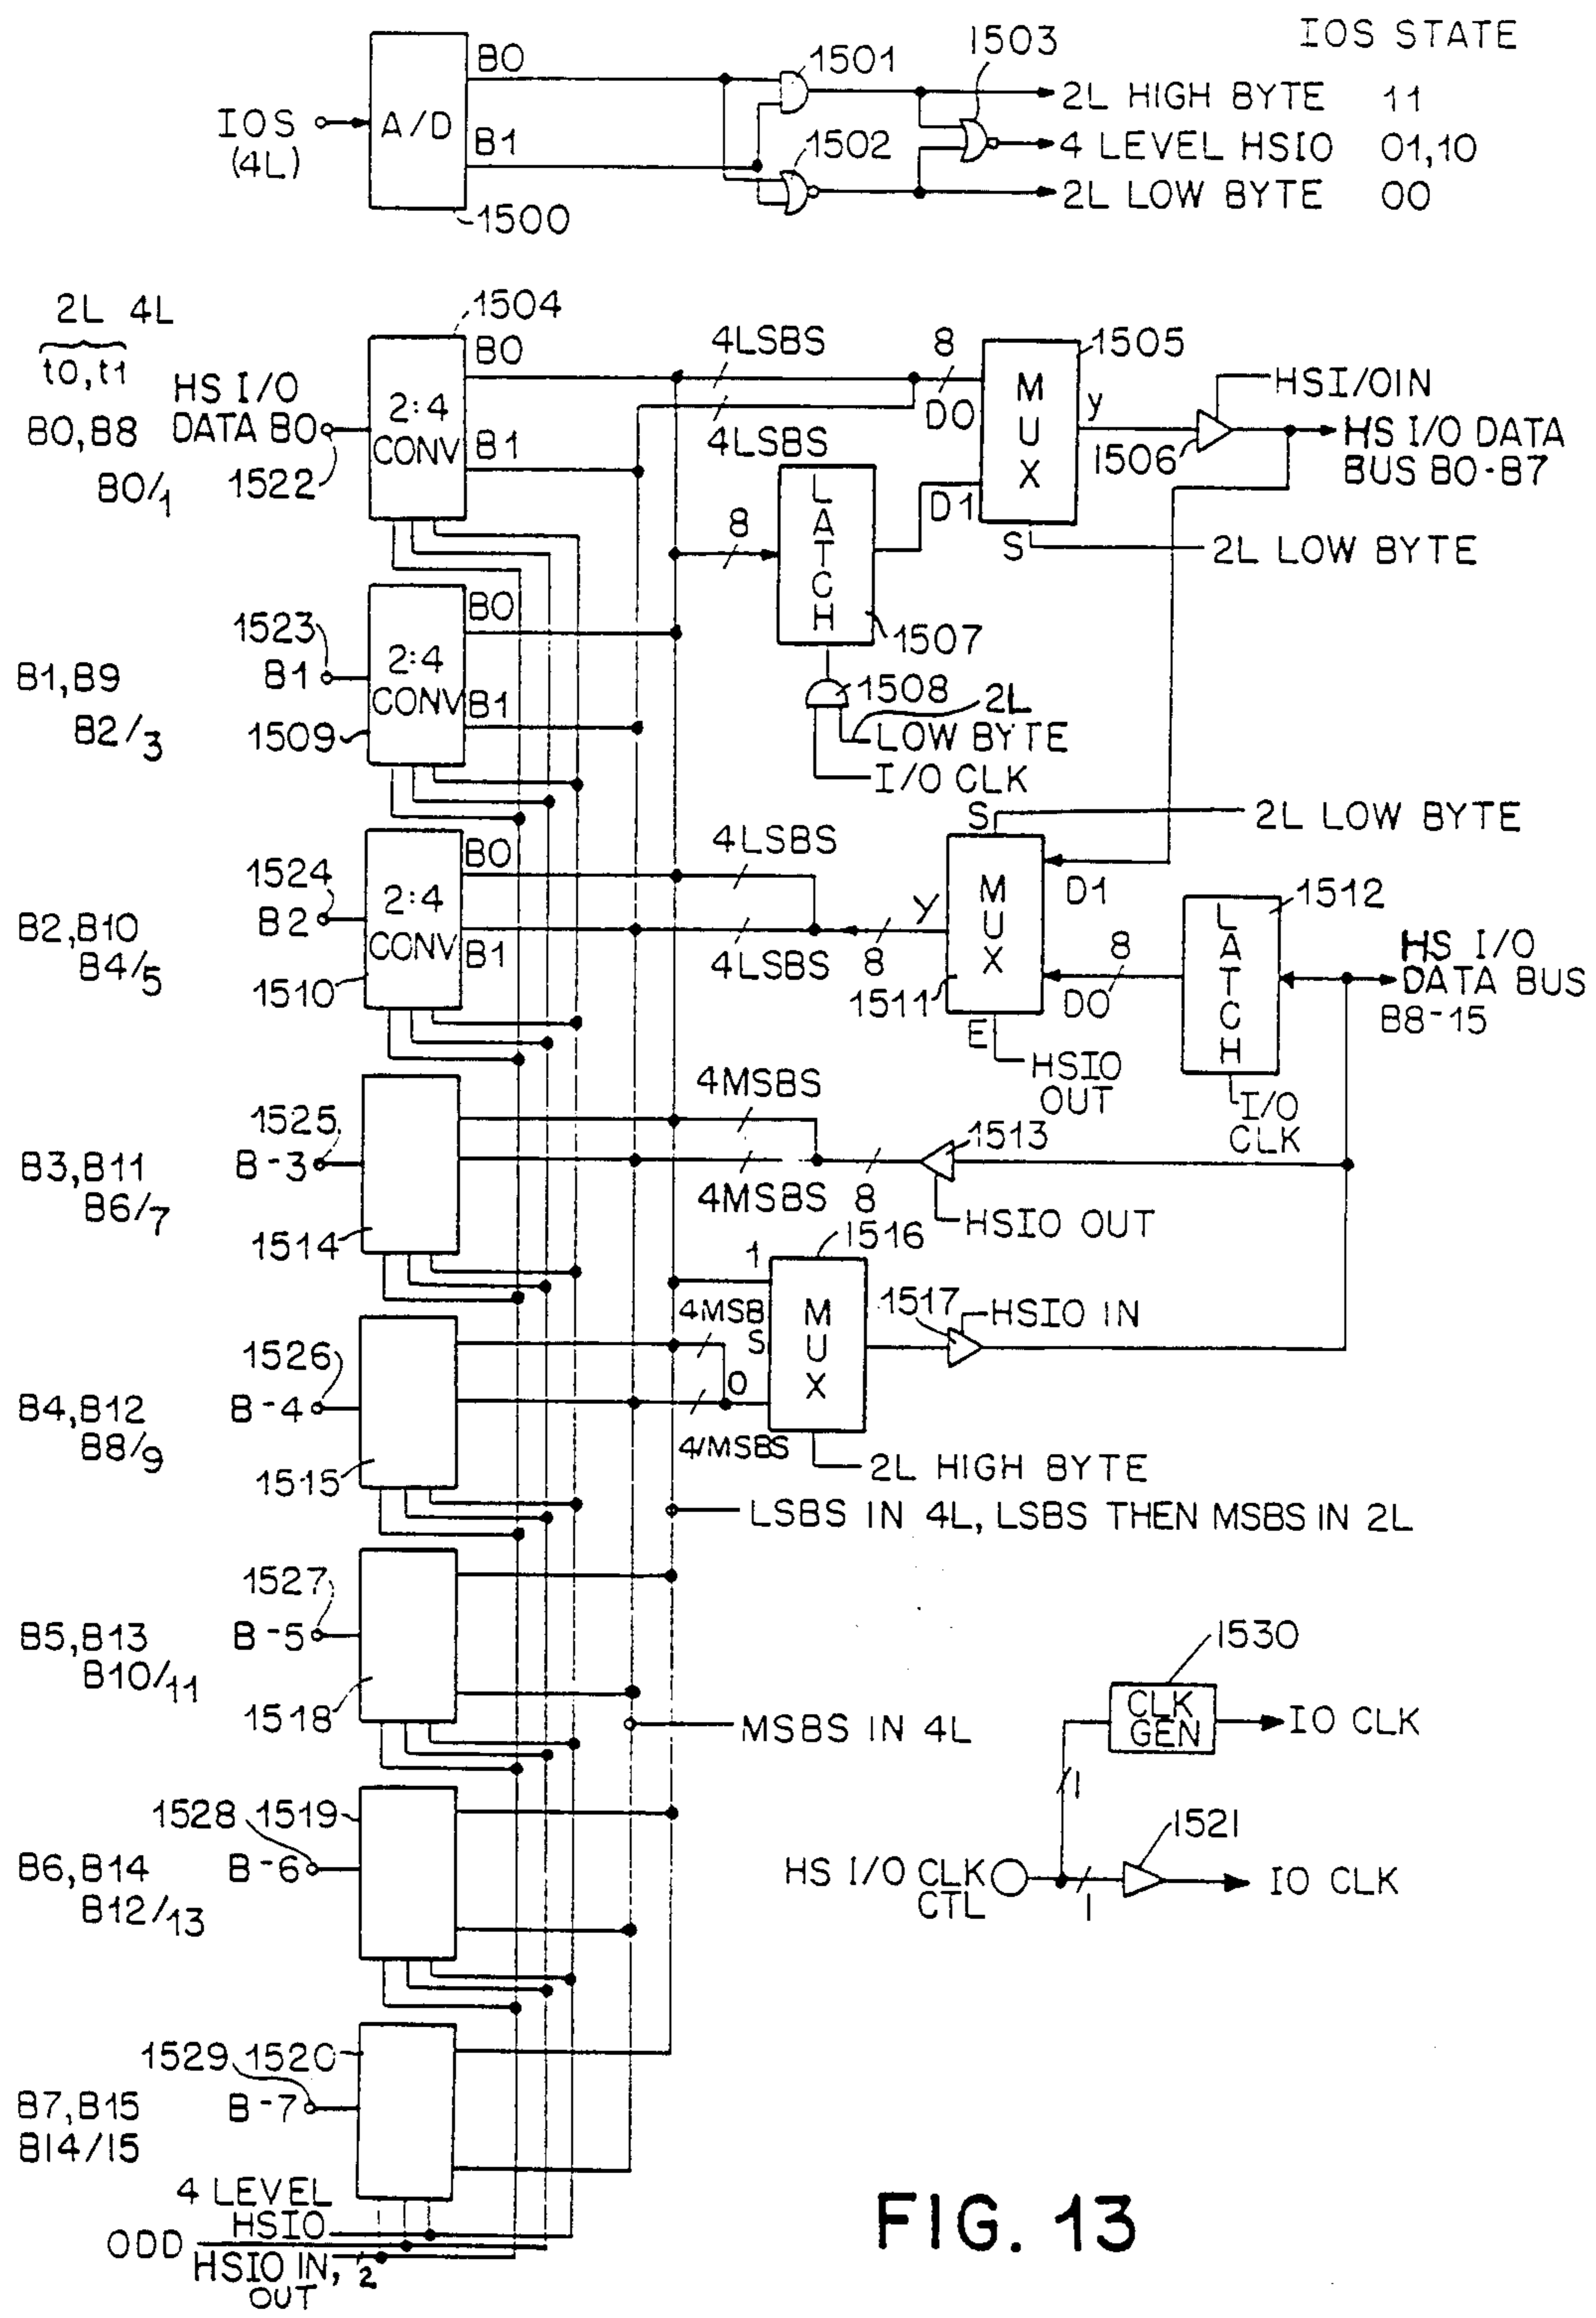 IOS STATE
1501
1503
B0
2L HIGH BYTE 11
IOS
(4L)
A/D
4 LEVEL HSIO 01,10
B1
1502
2L LOW BYTE 00
1500
2L 4L
t0,t1
1504
B0
4LSBS
8
1505
HS I/O
DATA B0
B0,B8
B0/1
1522
2:4
CONV
B1
4LSBS
D0
MUX
y
HSI/OIN
1506
HS I/O DATA
BUS B0-B7
LATCH
8
D1
S
2L LOW BYTE
B0
1523
B1
B1,B9
B2/3
2:4
CONV
B1
1509
1507
1508
2L
LOW BYTE
I/O CLK
S
2L LOW BYTE
B0
1524
B2
B2,B10
B4/5
2:4
CONV
B1
1510
4LSBS
4LSBS
8
Y
MUX
D1
1511
E
HSIO
OUT
8
D0
1512
LATCH
I/O
CLK
HS I/O
DATA BUS
B8-15
4MSBS
1525
B-3
B3,B11
B6/7
1514
4MSBS
8
1513
HSIO OUT
1516
1
4MSB
S
MUX
1517
HSIO IN
1526
B-4
B4,B12
B8/9
1515
0
4/MSBS
2L HIGH BYTE
LSBS IN 4L, LSBS THEN MSBS IN 2L
1527
B-5
B5,B13
B10/11
1518
MSBS IN 4L
1530
CLK
GEN
IO CLK
1
1528 1519
B-6
B6,B14
B12/13
HS I/O CLK
CTL
1
1521
IO CLK
1529 1520
B-7
B7,B15
B14/15
4 LEVEL
HSIO
ODD
HSIO IN, 2
OUT
FIG. 13